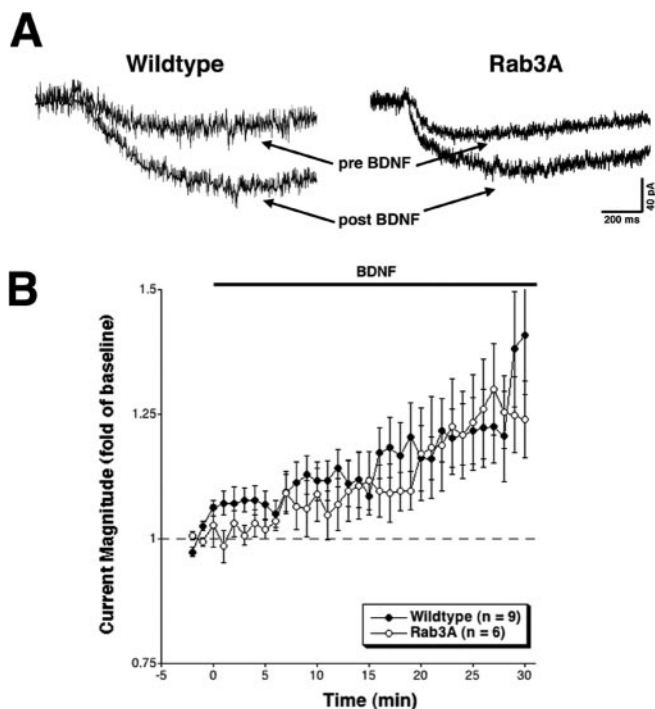 A
Wildtype
Rab3A
pre BDNF
post BDNF
40 pA
200 ms
B
BDNF
1.5
1.25
1
0.75
Current Magnitude (fold of baseline)
Wildtype (n = 9)
Rab3A (n = 6)
-5 0 5 10 15 20 25 30
Time (min)